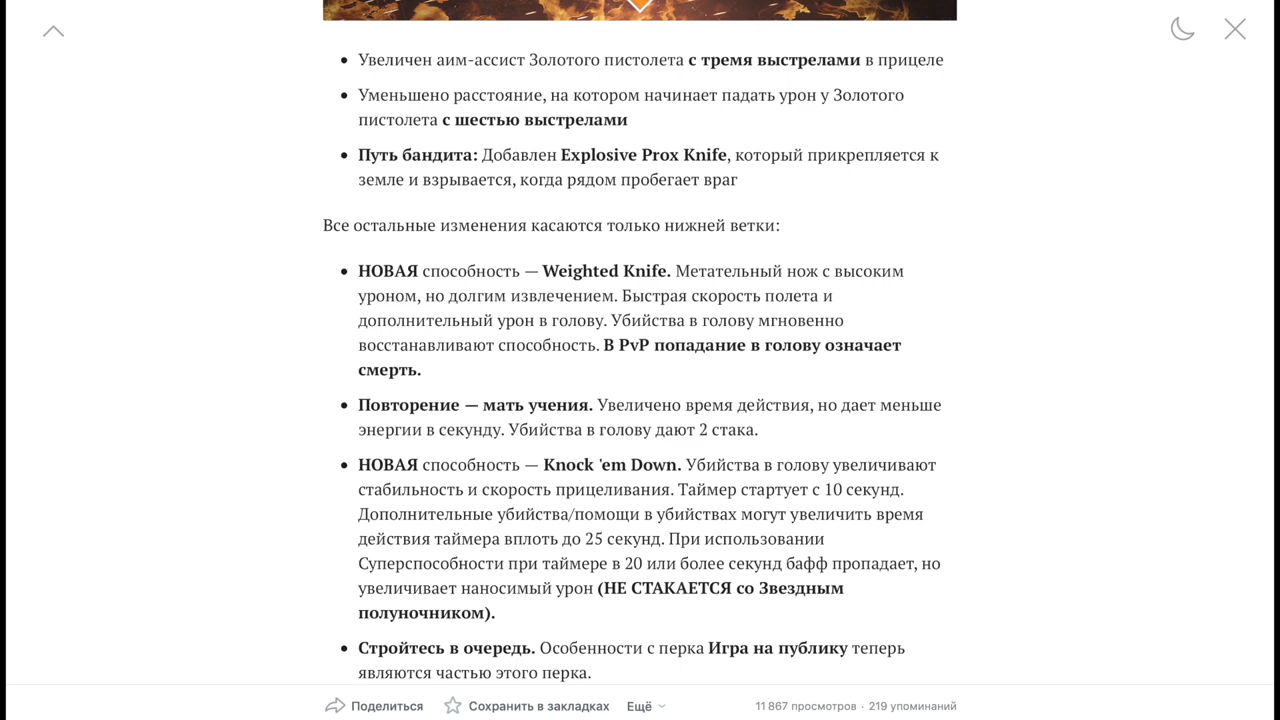 Увеличен аим-ассист Золотого пистолета с тремя выстрелами в прицеле
Уменьшено расстояние, на котором начинает падать урон у Золотого
пистолета с шестью выстрелами
Путь бандита: Добавлен Explosive Prox Knife, который прикрепляется к
земле и взрывается, когда рядом пробегает враг
Все остальные изменения касаются только нижней ветки:
НОВАЯ способность — Weighted Knife. Метательный нож с высоким
уроном, но долгим извлечением. Быстрая скорость полета и
дополнительный урон в голову. Убийства в голову мгновенно
восстанавливают способность. В PvP попадание в голову означает
смерть.
Повторение — мать учения. Увеличено время действия, но дает меньше
энергии в секунду. Убийства в голову дают 2 стака.
НОВАЯ способность — Knock 'em Down. Убийства в голову увеличивают
стабильность и скорость прицеливания. Таймер стартует с 10 секунд.
Дополнительные убийства/помощи в убийствах могут увеличить время
действия таймера вплоть до 25 секунд. При использовании
Суперспособности при таймере в 20 или более секунд бафф пропадает, но
увеличивает наносимый урон (НЕ СТАКАЕТСЯ со Звездным
полуночником).
Стройтесь в очередь. Особенности с перка Игра на публику теперь
являются частью этого перка.
Поделиться Сохранить в закладках Ещё 11 867 просмотров · 219 упоминаний